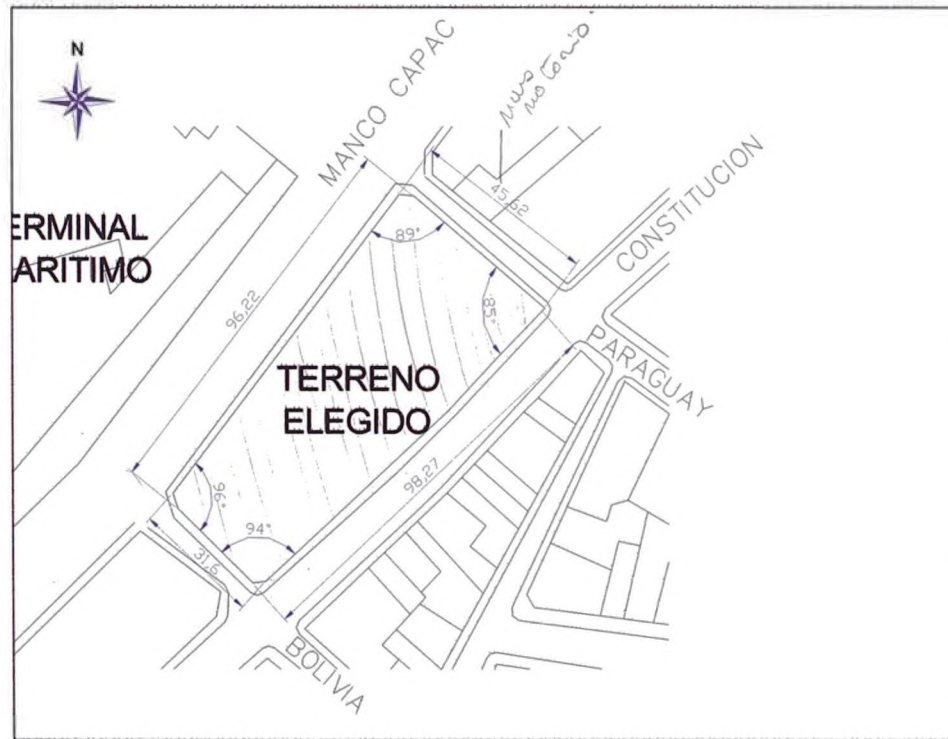 N
MANCO CAPAC
CONSTITUCION
45,62
ERMINAL
ARITIMO
89°
96,22
85°
PARAGUAY
TERRENO
ELEGIDO
98,27
96°
94°
31,6
BOLIVIA